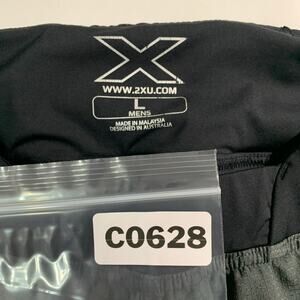 X
WWW.2XU.COM
L
MENS
MADE IN MALAYSIA
DESIGNED IN AUSTRALIA
C0628